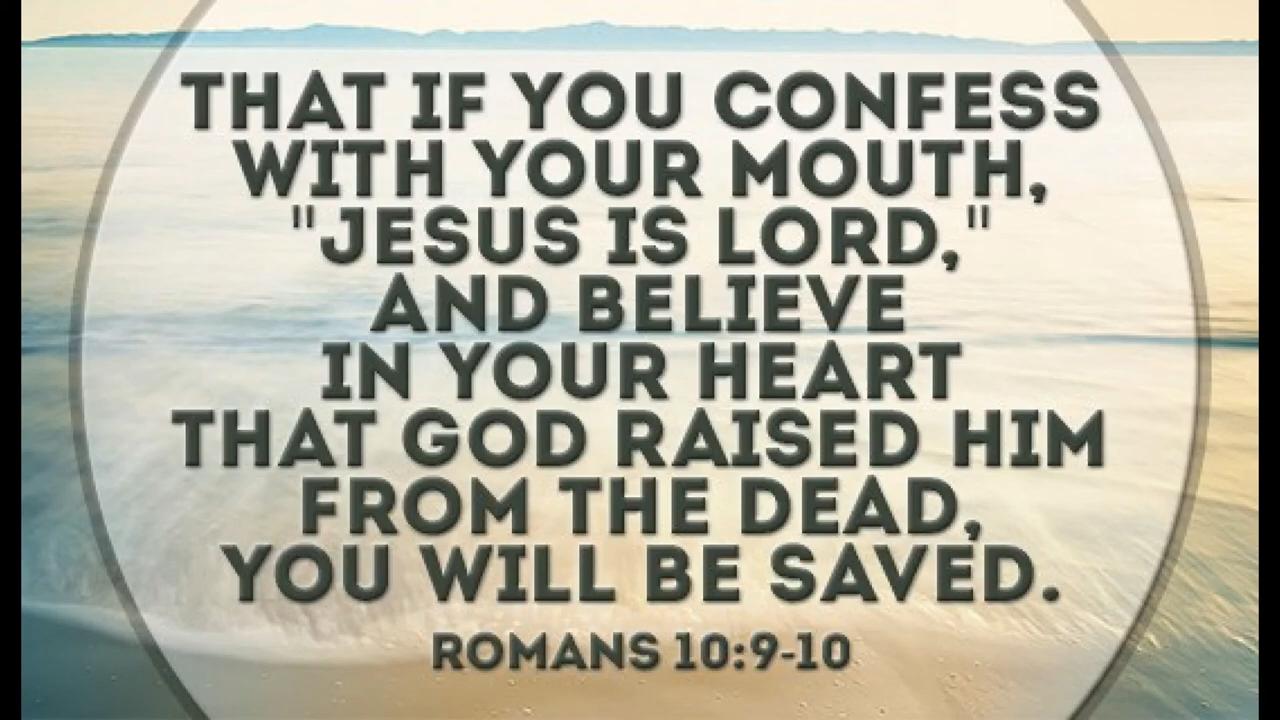 THAT IF YOU CONFESS
WITH YOUR MOUTH,
"JESUS IS LORD,"
AND BELIEVE
IN YOUR HEART
THAT GOD RAISED HIM
FROM THE DEAD,
YOU WILL BE SAVED.
ROMANS 10:9-10